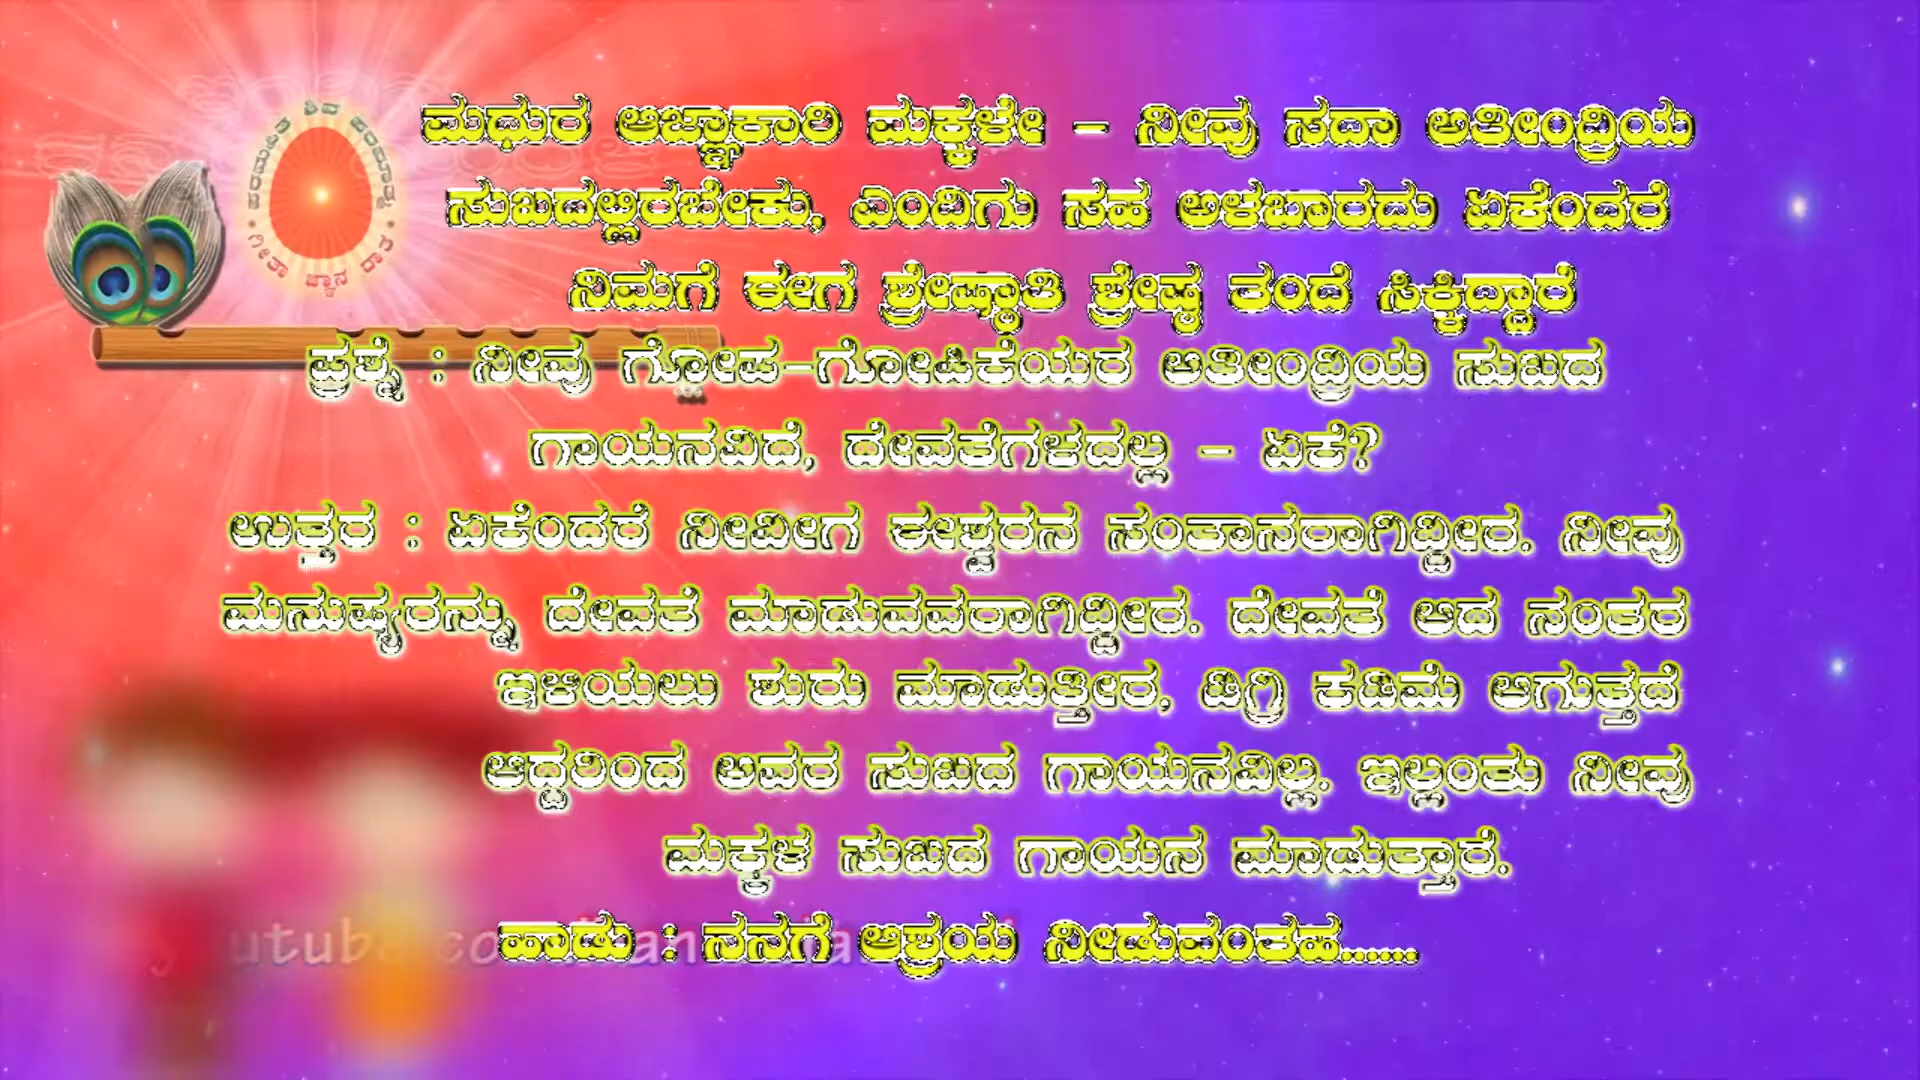 ಶಿವ ಪರಮಾತ್ಮ
ಗೀತಾ ಜ್ಞಾನ ದಾತ
ಮಧುರ ಆಜ್ಞಾಕಾರಿ ಮಕ್ಕಳೇ - ನೀವು ಸದಾ ಅತೀಂದ್ರಿಯ
ಸುಖದಲ್ಲಿರಬೇಕು, ಎಂದಿಗು ಸಹ ಅಳಬಾರದು ಏಕೆಂದರೆ
ನಿಮಗೆ ಈಗ ಶ್ರೇಷ್ಠಾತಿ ಶ್ರೇಷ್ಠ ತಂದೆ ಸಿಕ್ಕಿದ್ದಾರೆ
ಪ್ರಶ್ನೆ : ನೀವು ಗೋಪ-ಗೋಪಿಕೆಯರ ಅತೀಂದ್ರಿಯ ಸುಖದ
ಗಾಯನವಿದೆ, ದೇವತೆಗಳದಲ್ಲ - ಏಕೆ?
ಉತ್ತರ : ಏಕೆಂದರೆ ನೀವೀಗ ಈಶ್ವರನ ಸಂತಾನರಾಗಿದ್ದೀರ. ನೀವು
ಮನುಷ್ಯರನ್ನು ದೇವತೆ ಮಾಡುವವರಾಗಿದ್ದೀರ. ದೇವತೆ ಆದ ನಂತರ
ಇಳಿಯಲು ಶುರು ಮಾಡುತ್ತೀರ, ಡಿಗ್ರಿ ಕಡಿಮೆ ಆಗುತ್ತದೆ
ಆದ್ದರಿಂದ ಅವರ ಸುಖದ ಗಾಯನವಿಲ್ಲ. ಇಲ್ಲಂತು ನೀವು
ಮಕ್ಕಳ ಸುಖದ ಗಾಯನ ಮಾಡುತ್ತಾರೆ.
ಹಾಡು : ನನಗೆ ಆಶ್ರಯ ನೀಡುವಂತಹ......